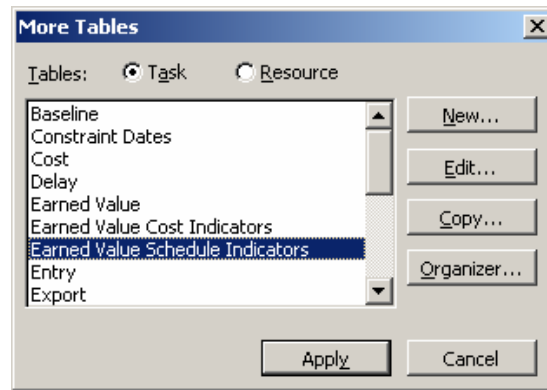 More Tables
Tables: Task Resource
Baseline
Constraint Dates
Cost
Delay
Earned Value
Earned Value Cost Indicators
Earned Value Schedule Indicators
Entry
Export
New...
Edit...
Copy...
Organizer...
Apply Cancel